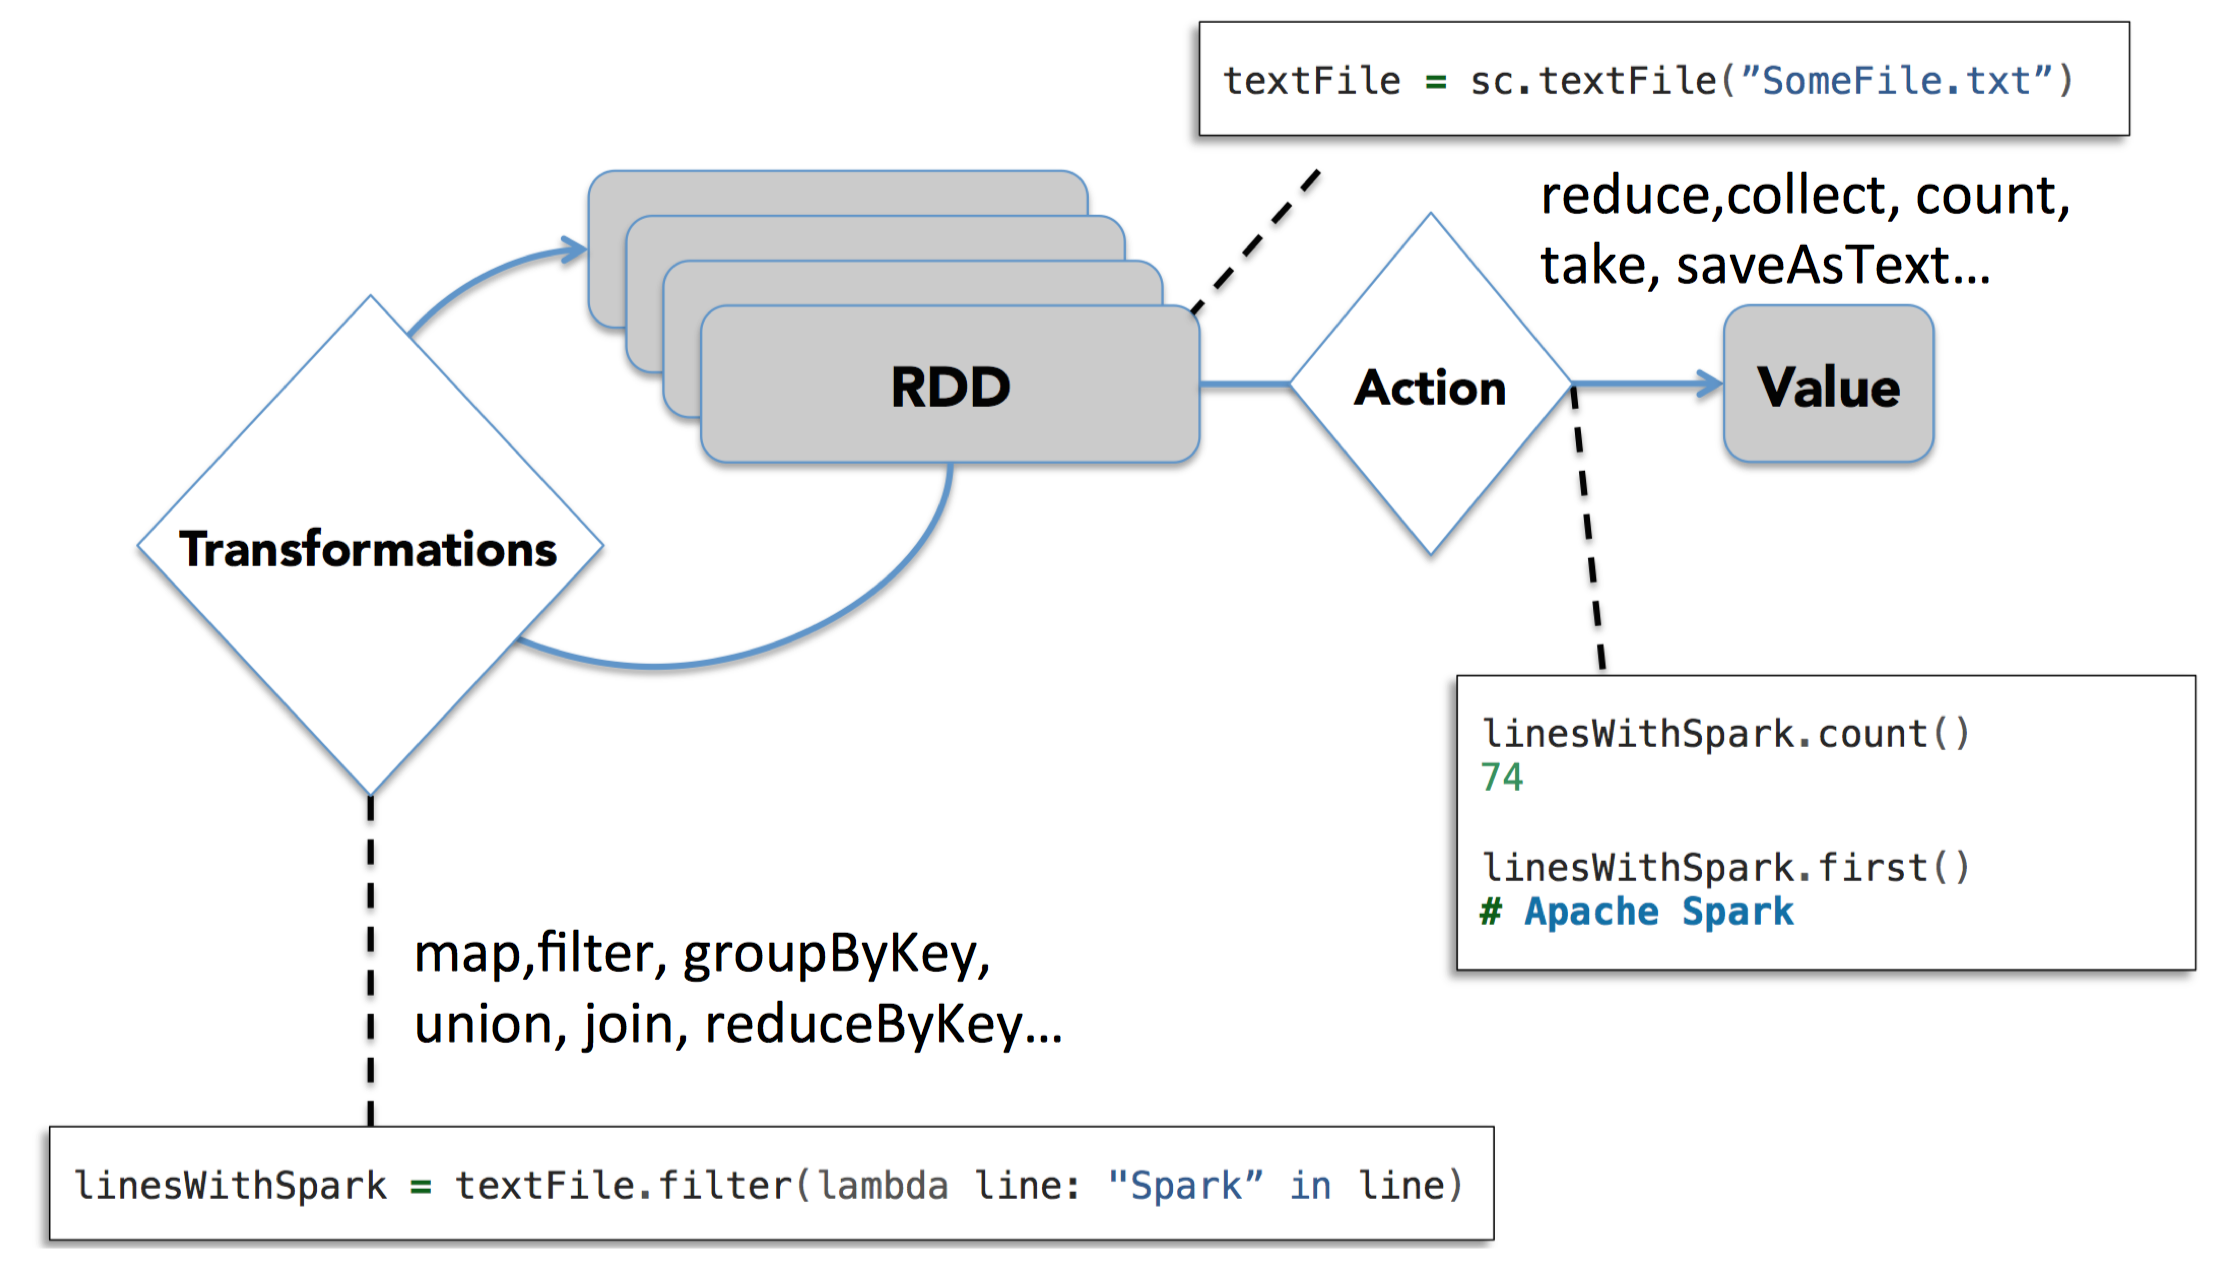 textFile = sc.textFile(”SomeFile.txt”)
reduce,collect, count,
take, saveAsText...
RDD
Action
Value
Transformations
linesWithSpark.count()
74
linesWithSpark.first()
# Apache Spark
map,filter, groupByKey,
union, join, reduceByKey...
linesWithSpark = textFile.filter(lambda line: "Spark” in line)